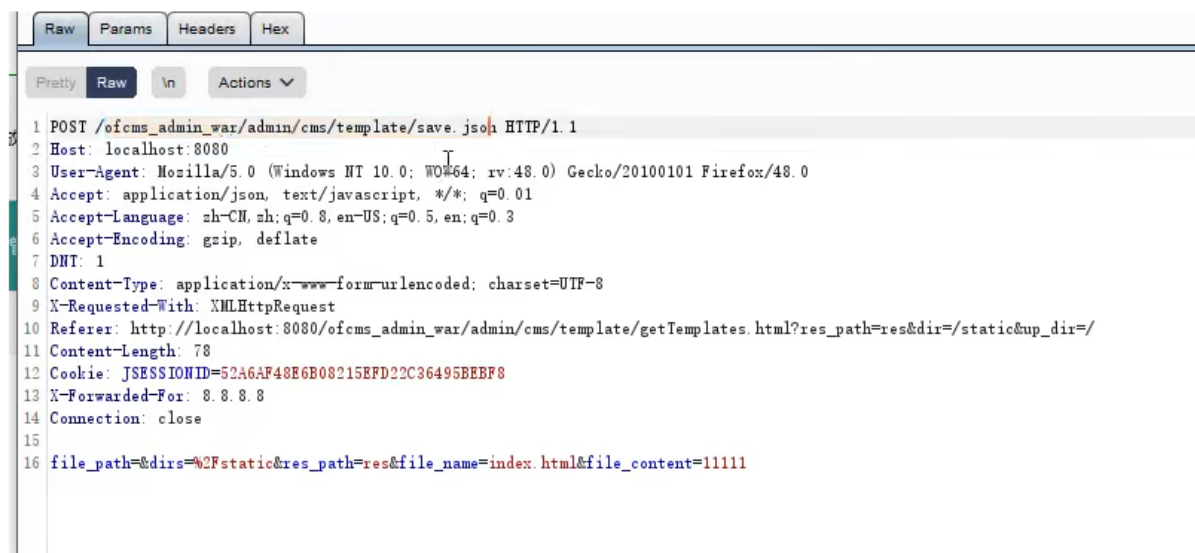 Raw Params Headers Hex
Pretty Raw \n Actions
1 POST /ofcms_admin_war/admin/cms/template/save.json HTTP/1.1
2 Host: localhost:8080
3 User-Agent: Mozilla/5.0 (Windows NT 10.0; WOW64; rv:48.0) Gecko/20100101 Firefox/48.0
4 Accept: application/json, text/javascript, */*; q=0.01
5 Accept-Language: zh-CN,zh;q=0.8,en-US;q=0.5,en;q=0.3
6 Accept-Encoding: gzip, deflate
7 DNT: 1
8 Content-Type: application/x-www-form-urlencoded; charset=UTF-8
9 X-Requested-With: XMLHttpRequest
10 Referer: http://localhost:8080/ofcms_admin_war/admin/cms/template/getTemplates.html?res_path=res&dir=/static&up_dir=/
11 Content-Length: 78
12 Cookie: JSESSIONID=52A6AF48E6B08215EFD22C36495BEBF8
13 X-Forwarded-For: 8.8.8.8
14 Connection: close
15
16 file_path=&dirs=%2Fstatic&res_path=res&file_name=index.html&file_content=11111